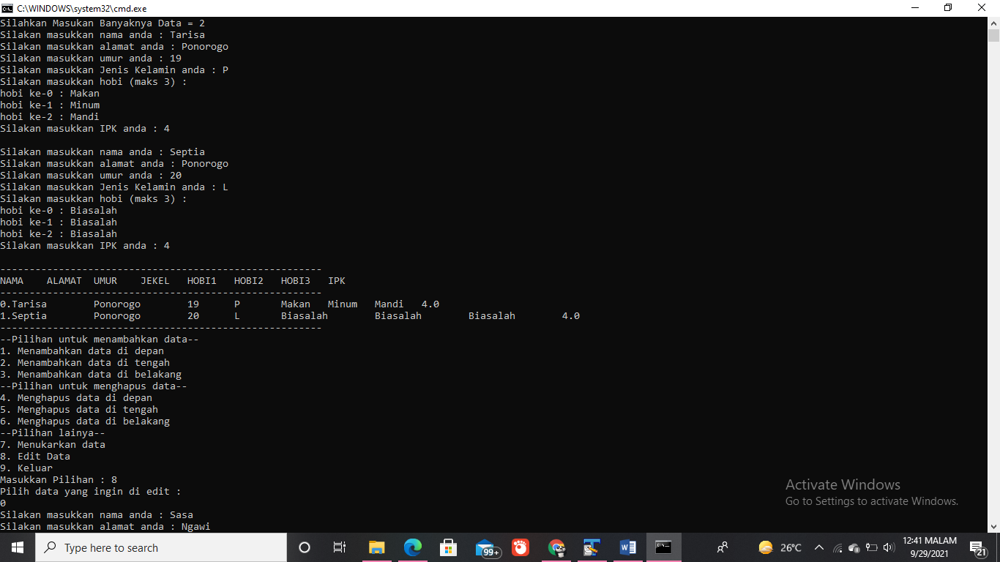 C:\WINDOWS\system32\cmd.exe
Silahkan Masukan Banyaknya Data = 2
Silakan masukkan nama anda : Tarisa
Silakan masukkan alamat anda : Ponorogo
Silakan masukkan umur anda : 19
Silakan masukkan Jenis Kelamin anda : P
Silakan masukkan hobi (maks 3) :
hobi ke-0 : Makan
hobi ke-1 : Minum
hobi ke-2 : Mandi
Silakan masukkan IPK anda : 4
Silakan masukkan nama anda : Septia
Silakan masukkan alamat anda : Ponorogo
Silakan masukkan umur anda : 20
Silakan masukkan Jenis Kelamin anda : L
Silakan masukkan hobi (maks 3) :
hobi ke-0 : Biasalah
hobi ke-1 : Biasalah
hobi ke-2 : Biasalah
Silakan masukkan IPK anda : 4
-------------------------------------------------------
NAMA    ALAMAT  UMUR    JEKEL   HOBI1   HOBI2   HOBI3   IPK
-------------------------------------------------------
0.Tarisa        Ponorogo        19      P       Makan   Minum   Mandi   4.0
1.Septia        Ponorogo        20      L       Biasalah        Biasalah        Biasalah        4.0
-------------------------------------------------------
--Pilihan untuk menambahkan data--
1. Menambahkan data di depan
2. Menambahkan data di tengah
3. Menambahkan data di belakang
--Pilihan untuk menghapus data--
4. Menghapus data di depan
5. Menghapus data di tengah
6. Menghapus data di belakang
--Pilihan lainya--
7. Menukarkan data
8. Edit Data
9. Keluar
Masukkan Pilihan : 8
Pilih data yang ingin di edit :
0
Silakan masukkan nama anda : Sasa
Silakan masukkan alamat anda : Ngawi
Activate Windows
Go to Settings to activate Windows.
Type here to search
99+
26°C
12:41 MALAM
9/29/2021
21